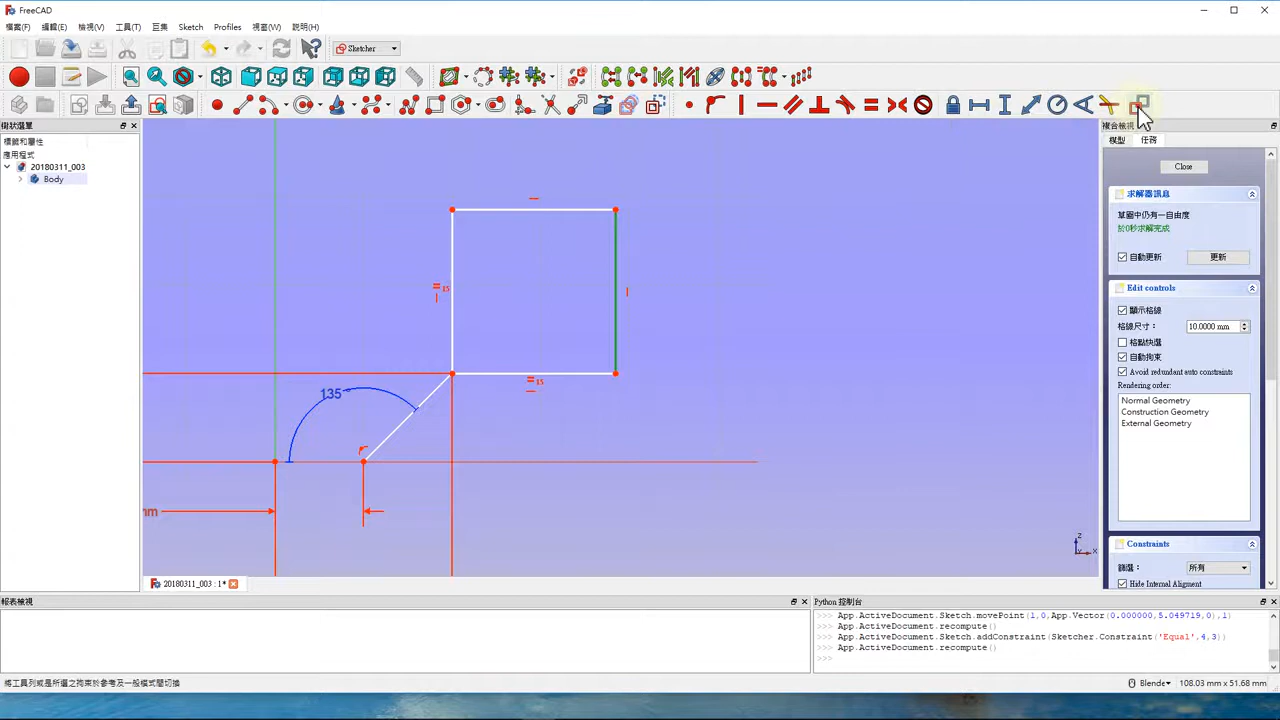 FreeCAD
檔案(F) 編輯(E) 檢視(V) 工具(T) 巨集 Sketch Profiles 視窗(W) 說明(H)
Sketcher
樹狀選單
標籤和屬性
應用程式
20180311_003
Body
135
15
15
mm
20180311_003 : 1*
複合檢視
模型 任務
Close
求解器訊息
草圖中仍有一自由度
於0秒求解完成
自動更新 更新
Edit controls
顯示格線
格線尺寸： 10.0000 mm
格點快選
自動拘束
Avoid redundant auto constraints
Rendering order:
Normal Geometry
Construction Geometry
External Geometry
Constraints
篩選： 所有
Hide Internal Aligment
報表檢視
Python 控制台
>>> App.ActiveDocument.Sketch.movePoint(1,0,App.Vector(0.000000,5.049719,0),1)
>>> App.ActiveDocument.recompute()
>>> App.ActiveDocument.Sketch.addConstraint(Sketcher.Constraint('Equal',4,3))
>>> App.ActiveDocument.recompute()
>>>
將工具列或是所選之拘束於參考及一般模式間切換
Blende 108.03 mm x 51.68 mm
z
x